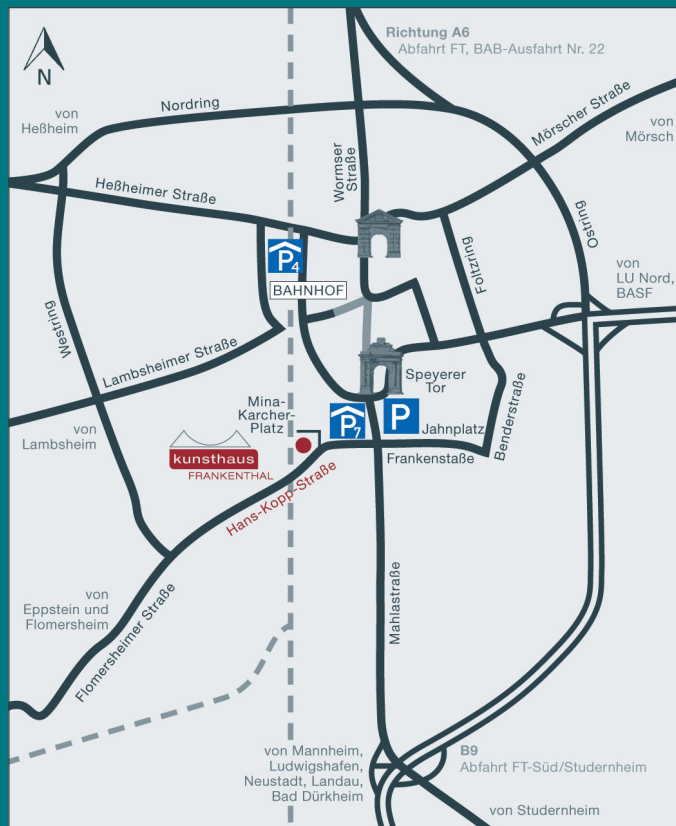 Richtung A6
Abfahrt FT, BAB-Ausfahrt Nr. 22
N
von
Heßheim
Nordring
Mörscher Straße
von
Mörsch
Wormser
Straße
Heßheimer Straße
Ostring
Foltzring
P4
BAHNHOF
von
LU Nord,
BASF
Westring
Lambsheimer Straße
Speyerer
Tor
Mina-
Karcher-
Platz
P7
P
Jahnplatz
Benderstraße
von
Lambsheim
kunsthaus
FRANKENTHAL
Frankenstaße
Hans-Kopp-Straße
Mahlastraße
von
Eppstein und
Flomersheim
Flomersheimer Straße
von Mannheim,
Ludwigshafen,
Neustadt, Landau,
Bad Dürkheim
B9
Abfahrt FT-Süd/Studernheim
von Studernheim